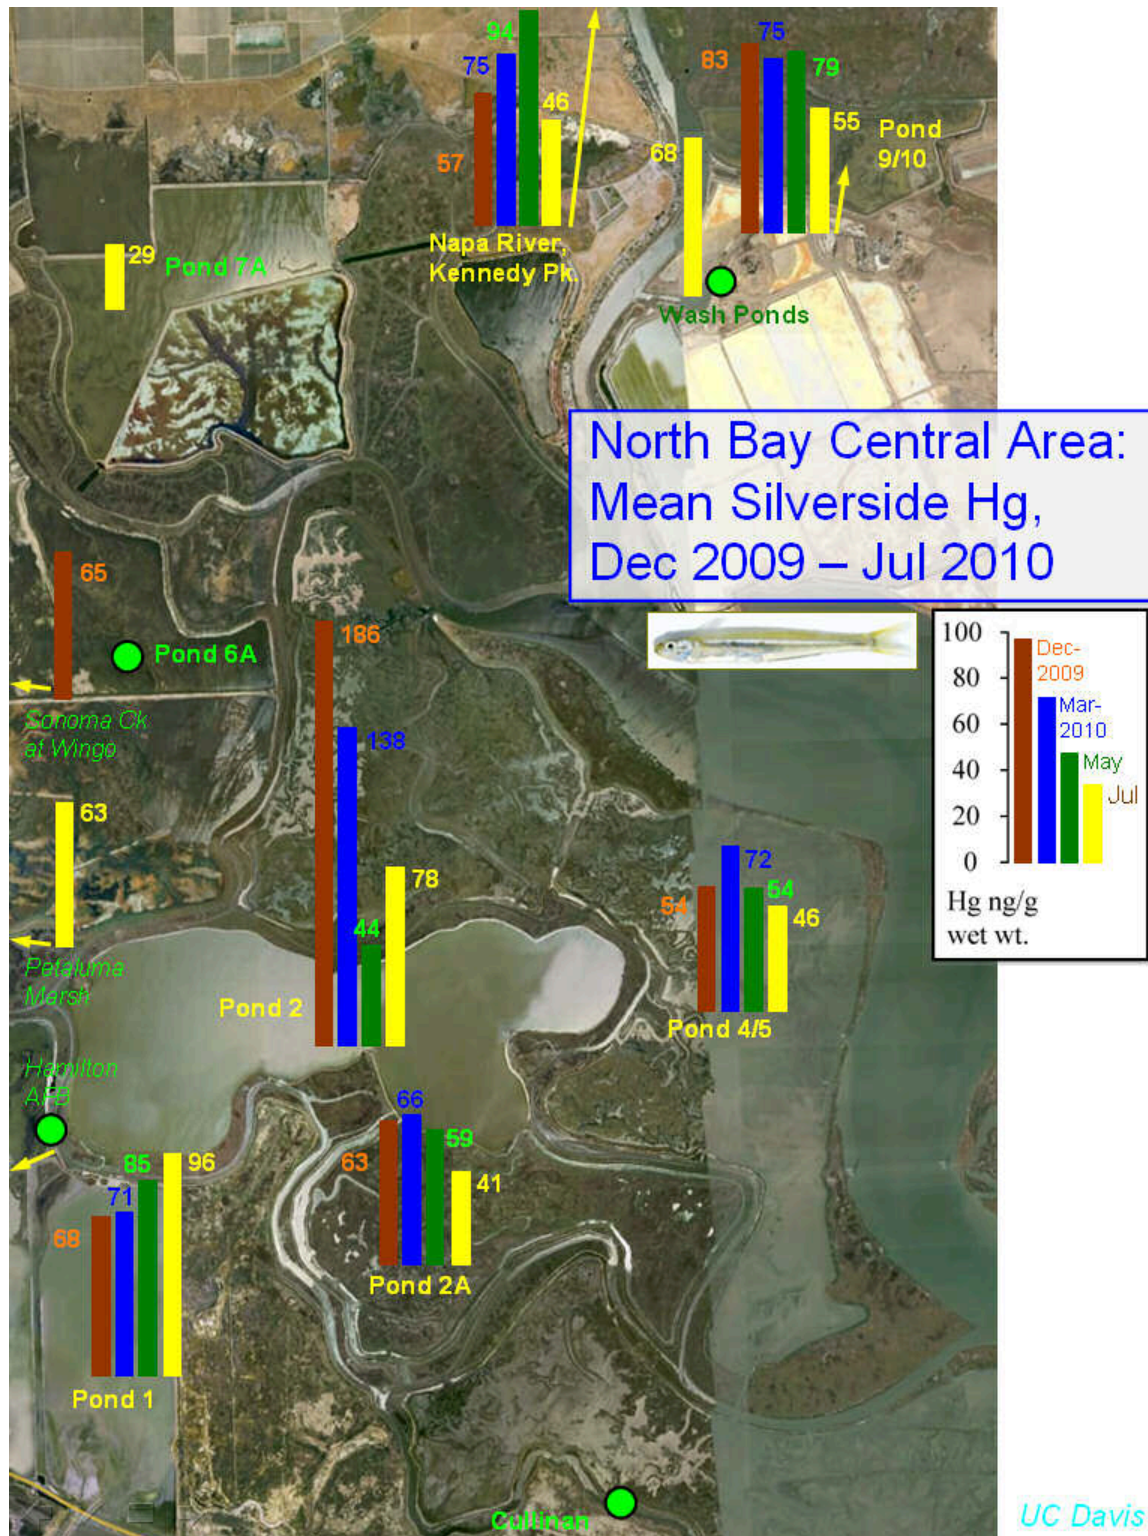 94
75
57
46
Napa River,
Kennedy Pk.
83
75
79
55
Pond
9/10
68
Wash Ponds
29
Pond 7A
North Bay Central Area:
Mean Silverside Hg,
Dec 2009 – Jul 2010
65
Pond 6A
Sonoma Ck
at Wingo
186
138
44
78
Pond 2
100
80
60
40
20
0
Dec-
2009
Mar-
2010
May
Jul
Hg ng/g
wet wt.
63
Petaluma
Marsh
54
72
54
46
Pond 4/5
Hamilton
AFB
68
71
85
96
Pond 1
63
66
59
41
Pond 2A
Cullinan
UC Davis